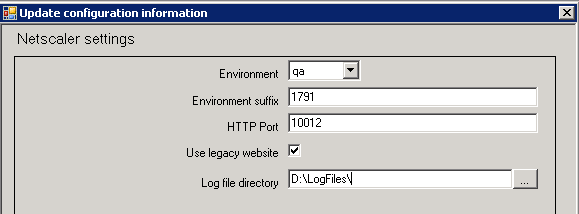 Update configuration information
Netscaler settings
Environment qa
Environment suffix 1791
HTTP Port 10012
Use legacy website
Log file directory D:\LogFiles\ ...